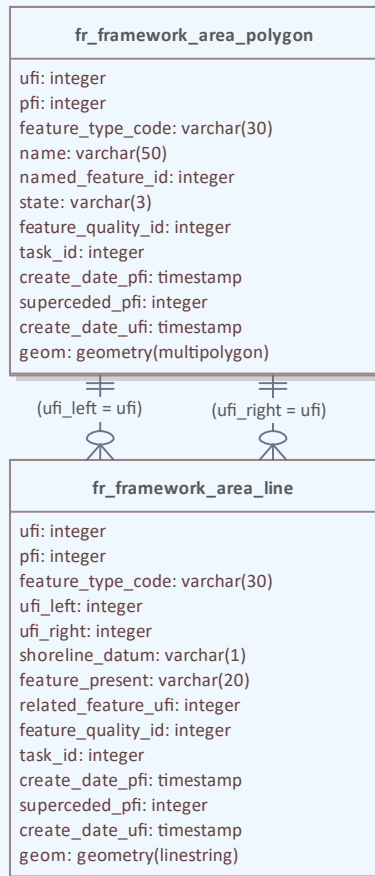 fr_framework_area_polygon
ufi: integer
pfi: integer
feature_type_code: varchar(30)
name: varchar(50)
named_feature_id: integer
state: varchar(3)
feature_quality_id: integer
task_id: integer
create_date_pfi: timestamp
superceded_pfi: integer
create_date_ufi: timestamp
geom: geometry(multipolygon)
(ufi_left = ufi) (ufi_right = ufi)
fr_framework_area_line
ufi: integer
pfi: integer
feature_type_code: varchar(30)
ufi_left: integer
ufi_right: integer
shoreline_datum: varchar(1)
feature_present: varchar(20)
related_feature_ufi: integer
feature_quality_id: integer
task_id: integer
create_date_pfi: timestamp
superceded_pfi: integer
create_date_ufi: timestamp
geom: geometry(linestring)